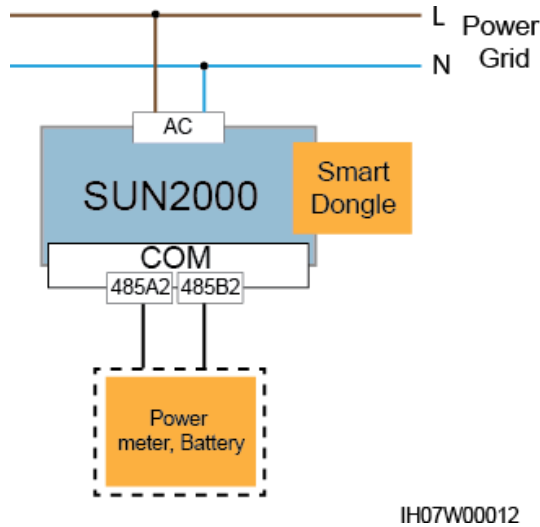 L
Power
Grid
N
AC
SUN2000
Smart
Dongle
COM
485A2
485B2
Power
meter, Battery
IH07W00012